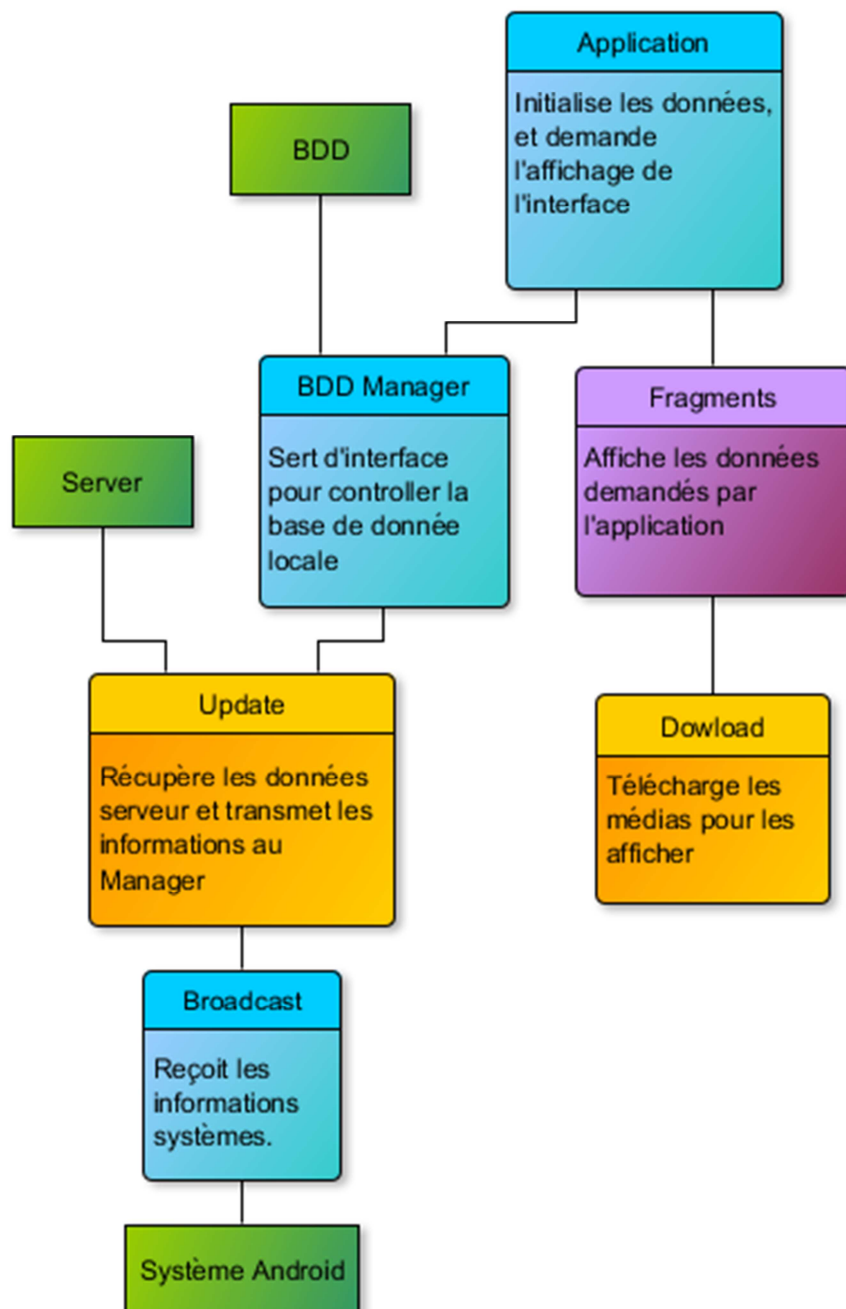 Application
Initialise les données,
et demande
l'affichage de
l'interface
BDD
BDD Manager
Sert d'interface
pour controller la
base de donnée
locale
Fragments
Affiche les données
demandés par
l'application
Server
Update
Récupère les données
serveur et transmet les
informations au
Manager
Dowload
Télécharge les
médias pour les
afficher
Broadcast
Reçoit les
informations
systèmes.
Système Android